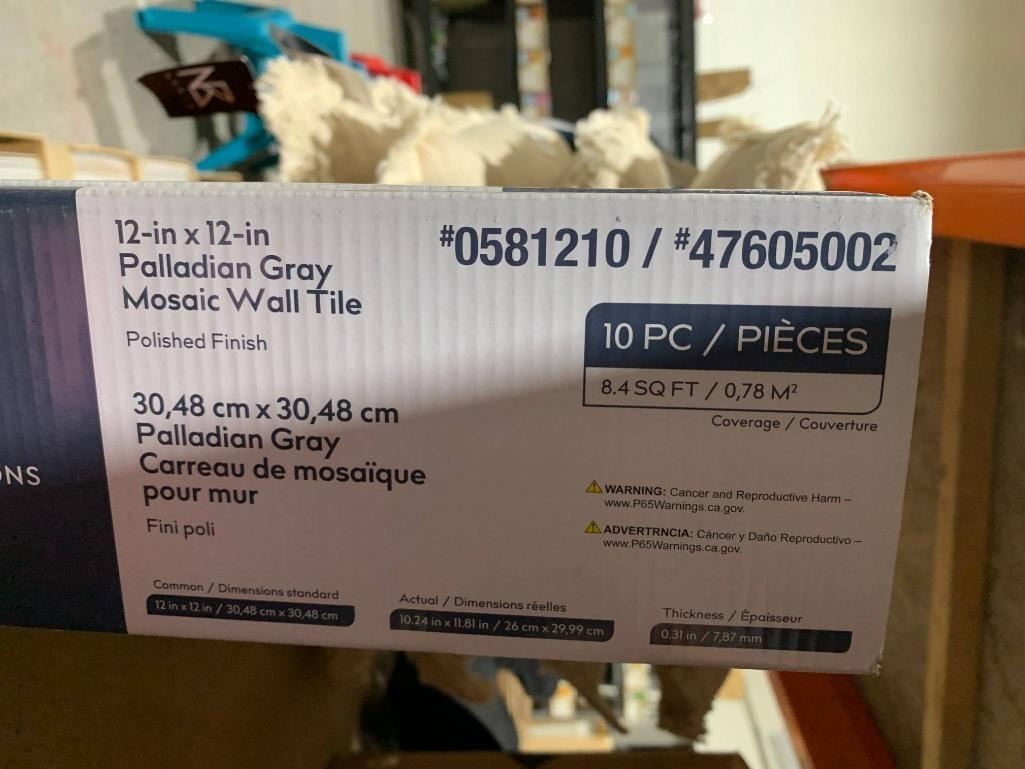 12-in x 12-in
Palladian Gray
Mosaic Wall Tile
Polished Finish
#0581210 / #47605002
10 PC / PIÈCES
8.4 SQ FT / 0,78 M²
Coverage / Couverture
30,48 cm x 30,48 cm
Palladian Gray
Carreau de mosaïque
pour mur
Fini poli
NS
WARNING: Cancer and Reproductive Harm –
www.P65Warnings.ca.gov.
ADVERTRNCIA: Cáncer y Daño Reproductivo –
www.P65Warnings.ca.gov.
Common / Dimensions standard
12 in x 12 in / 30,48 cm x 30,48 cm
Actual / Dimensions réelles
10.24 in x 11.81 in / 26 cm x 29,99 cm
Thickness / Épaisseur
0.31 in / 7,87 mm